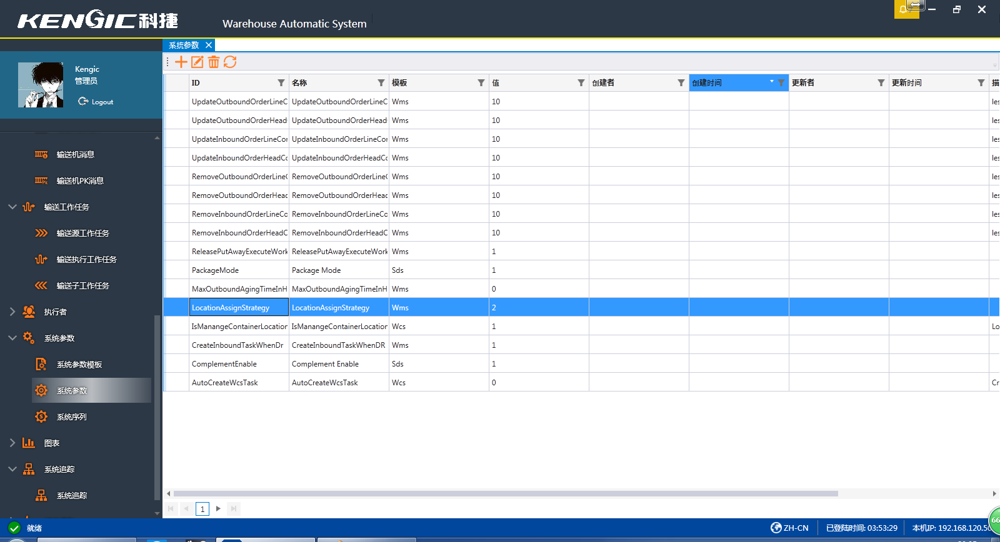 KENGIC科捷
Warehouse Automatic System
Kengic
管理员
Logout
输送机消息
输送机PK消息
输送工作任务
输送源工作任务
输送执行工作任务
输送子工作任务
执行者
系统参数
系统参数模板
系统参数
系统序列
图表
系统追踪
系统追踪
系统参数
ID 名称 模板 值 创建者 创建时间 更新者 更新时间 描
UpdateOutboundOrderLineC UpdateOutboundOrderLineC Wms 10 les
UpdateOutboundOrderHead UpdateOutboundOrderHead Wms 10 les
UpdateInboundOrderLineCor UpdateInboundOrderLineCor Wms 10 les
UpdateInboundOrderHeadCo UpdateInboundOrderHeadCo Wms 10 les
RemoveOutboundOrderLine RemoveOutboundOrderLine Wms 10 les
RemoveOutboundOrderHead RemoveOutboundOrderHead Wms 10 les
RemoveInboundOrderLineCo RemoveInboundOrderLineCo Wms 10 les
RemoveInboundOrderHeadC RemoveInboundOrderHeadC Wms 10 les
ReleasePutAwayExecuteWork ReleasePutAwayExecuteWork Wms 1
PackageMode Package Mode Sds 1
MaxOutboundAgingTimeInH MaxOutboundAgingTimeInH Wms 0
LocationAssignStrategy LocationAssignStrategy Wms 2
IsManangeContainerLocation IsManangeContainerLocation Wcs 1 Lo
CreateInboundTaskWhenDr CreateInboundTaskWhenDR Wms 1
ComplementEnable Complement Enable Sds 1
AutoCreateWcsTask AutoCreateWcsTask Wcs 0 Cr
1
就绪
ZH-CN
已登陆时间: 03:53:29
本机IP: 192.168.120.50
66